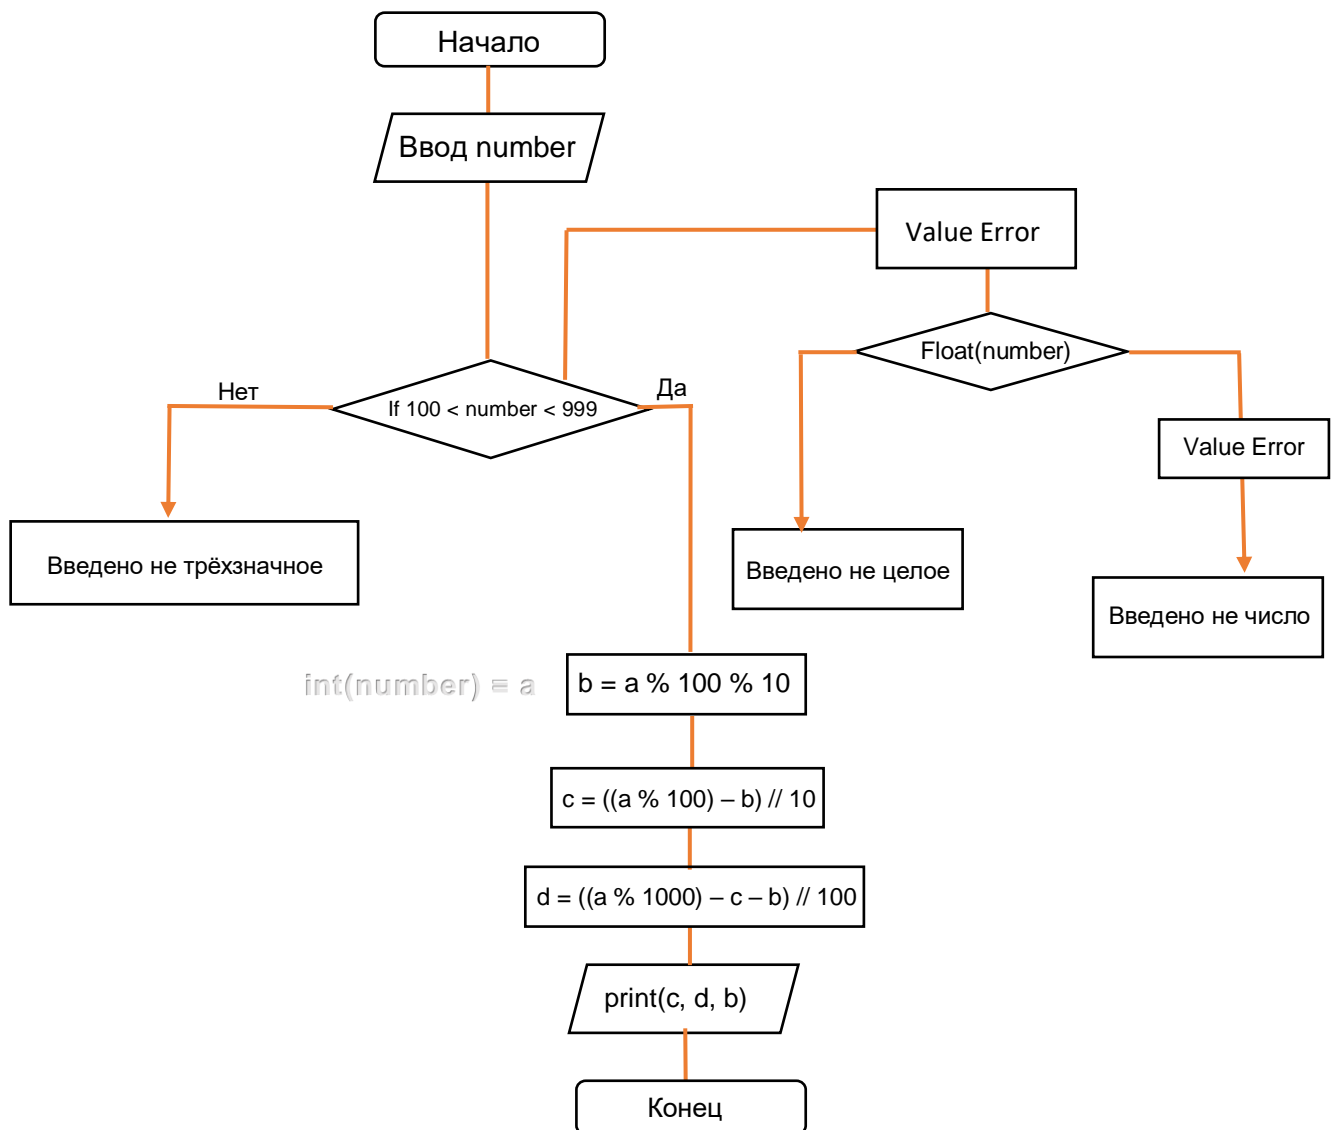 Начало
Ввод number
Value Error
Float(number)
Нет
If 100 < number < 999
Да
Value Error
Введено не трёхзначное
Введено не целое
Введено не число
int(number) = a
b = a % 100 % 10
c = ((a % 100) – b) // 10
d = ((a % 1000) – c – b) // 100
print(c, d, b)
Конец